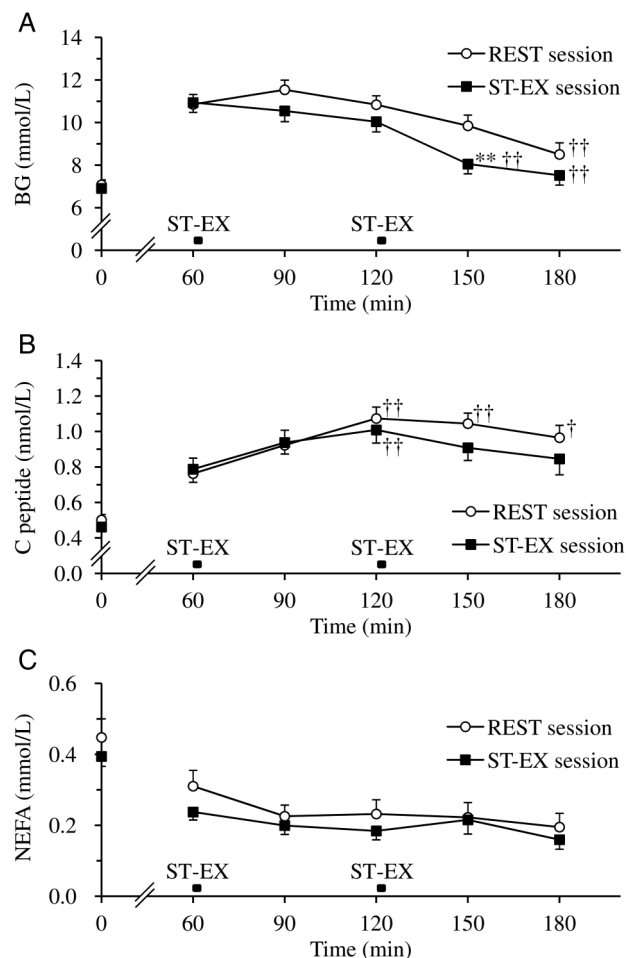 A
14
12
10
8
6
0
BG (mmol/L)
REST session
ST-EX session
** ††
††
††
ST-EX ST-EX
0 60 90 120 150 180
Time (min)
B
1.4
1.2
1.0
0.8
0.6
0.4
0.0
C peptide (nmol/L)
†† †† †
††
REST session
ST-EX session
ST-EX ST-EX
0 60 90 120 150 180
Time (min)
C
0.6
0.4
0.2
0.0
NEFA (mmol/L)
REST session
ST-EX session
ST-EX ST-EX
0 60 90 120 150 180
Time (min)